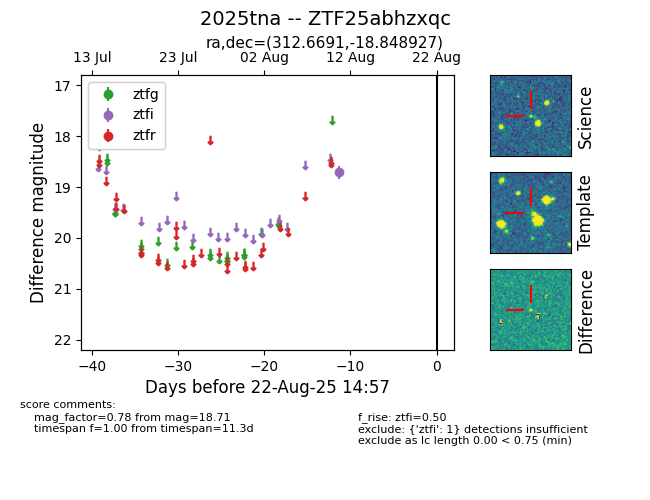 2025tna -- ZTF25abhzxqc
ra,dec=(312.6691,-18.848927)
13 Jul 23 Jul 02 Aug 12 Aug 22 Aug
ztfg
ztfi
ztfr
17
18
19
20
21
22
Difference magnitude
−40 −30 −20 −10 0
Days before 22-Aug-25 14:57
Science
Template
Difference
score comments:
mag_factor=0.78 from mag=18.71
timespan f=1.00 from timespan=11.3d
f_rise: ztfi=0.50
exclude: {'ztfi': 1} detections insufficient
exclude as lc length 0.00 < 0.75 (min)